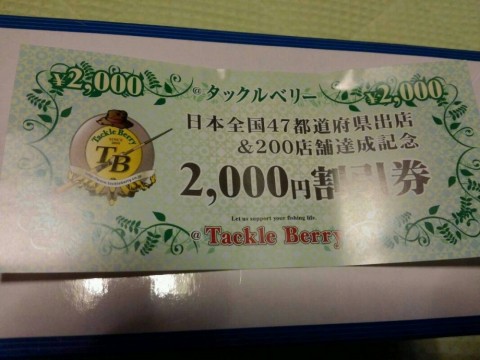 ¥2,000
@タックルベリー
¥2,000
日本全国47都道府県出店
&200店舗達成記念
Tackle Berry
TB
2,000円割引券
Let us support your fishing life
@Tackle Berry